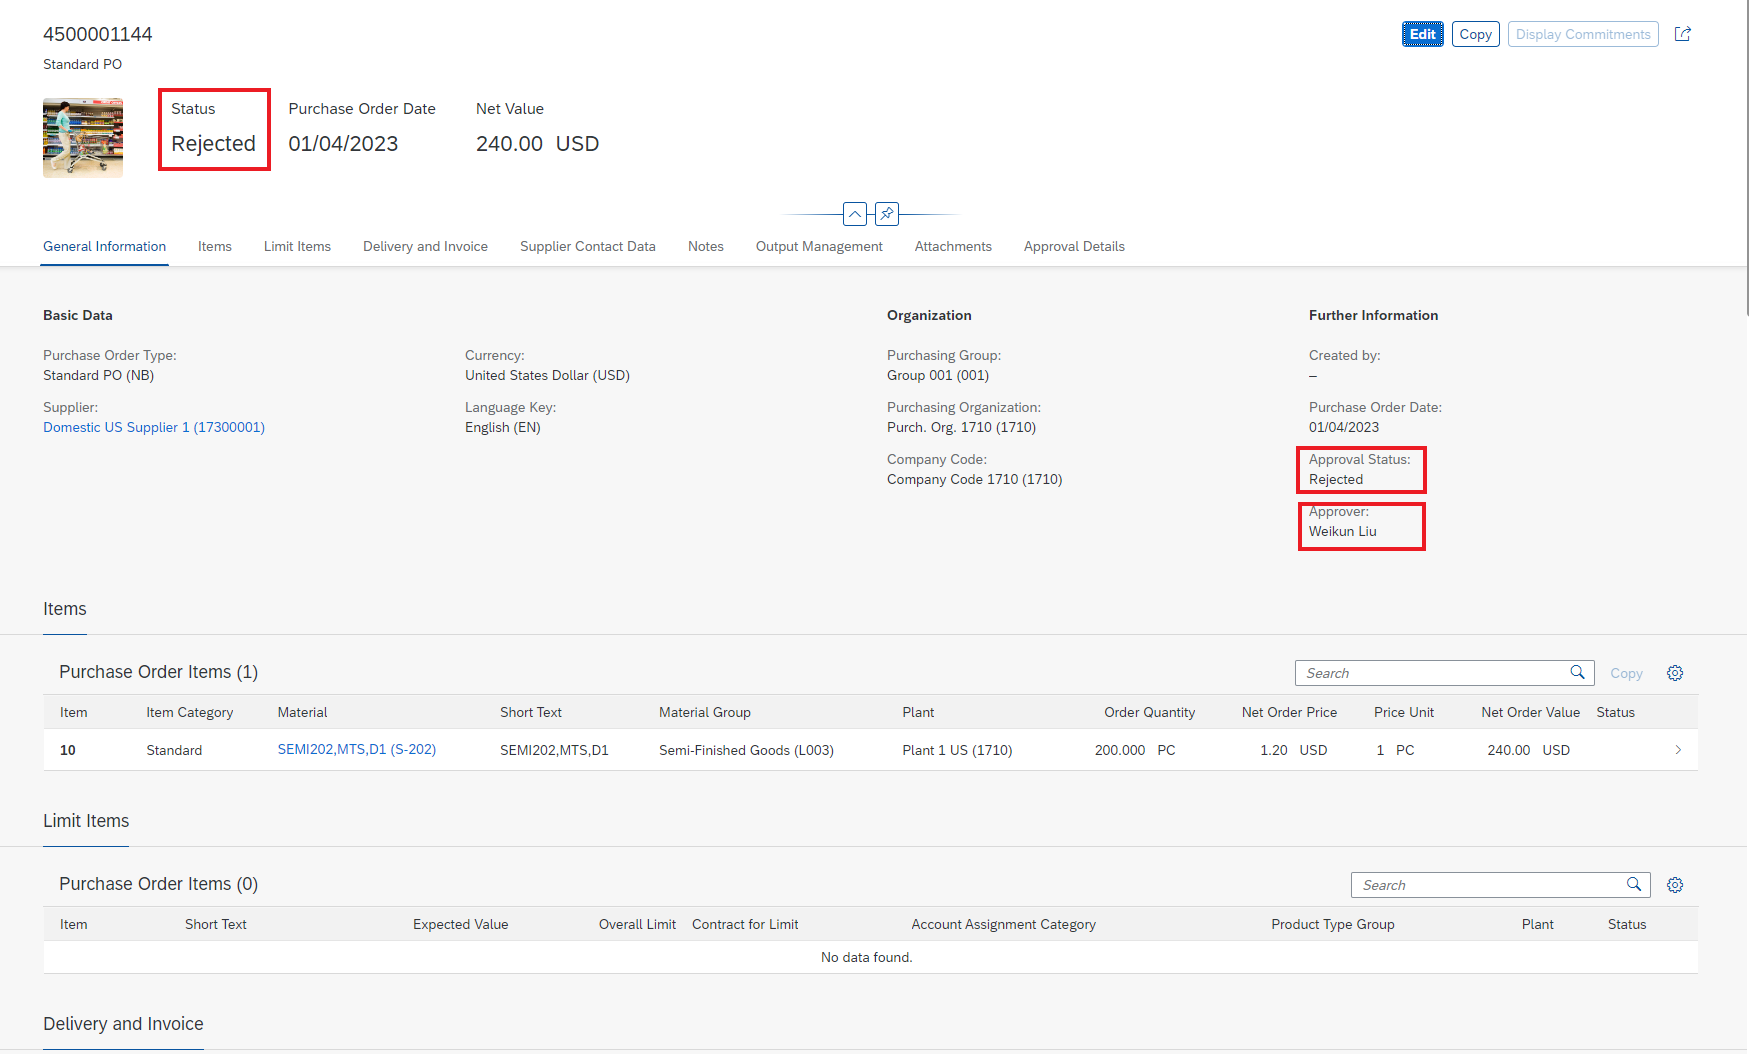 4500001144
Edit Copy Display Commitments
Standard PO
Status Purchase Order Date Net Value
Rejected 01/04/2023 240.00 USD
General Information Items Limit Items Delivery and Invoice Supplier Contact Data Notes Output Management Attachments Approval Details
Basic Data Organization Further Information
Purchase Order Type: Currency: Purchasing Group: Created by:
Standard PO (NB) United States Dollar (USD) Group 001 (001) –
Supplier: Language Key: Purchasing Organization: Purchase Order Date:
Domestic US Supplier 1 (17300001) English (EN) Purch. Org. 1710 (1710) 01/04/2023
Company Code: Approval Status:
Company Code 1710 (1710) Rejected
Approver:
Weikun Liu
Items
Purchase Order Items (1) Search Copy
Item Item Category Material Short Text Material Group Plant Order Quantity Net Order Price Price Unit Net Order Value Status
10 Standard SEMI202,MTS,D1 (S-202) SEMI202,MTS,D1 Semi-Finished Goods (L003) Plant 1 US (1710) 200.000 PC 1.20 USD 1 PC 240.00 USD
Limit Items
Purchase Order Items (0) Search
Item Short Text Expected Value Overall Limit Contract for Limit Account Assignment Category Product Type Group Plant Status
No data found.
Delivery and Invoice